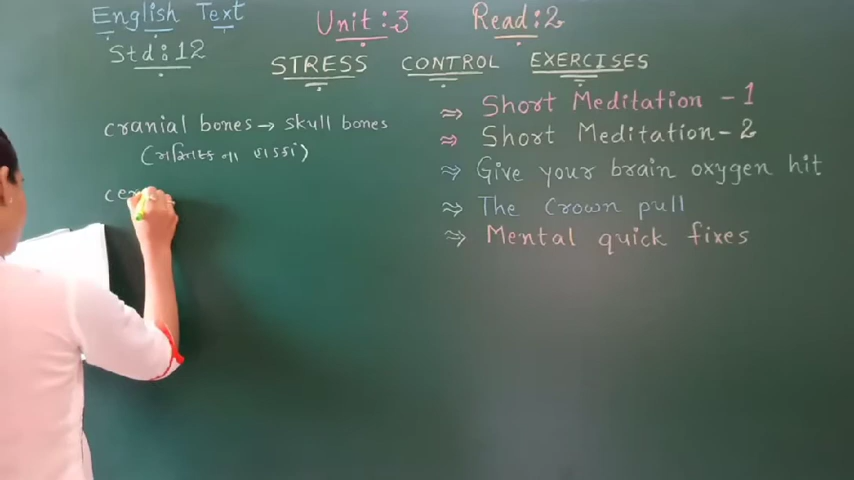 English Text
Unit : 3
Read : 2
Std : 12
STRESS CONTROL EXERCISES
cranial bones → skull bones
⇒ Short Meditation - 1
⇒ Short Meditation - 2
⇒ Give your brain oxygen hit
⇒ The Crown pull
⇒ Mental quick fixes